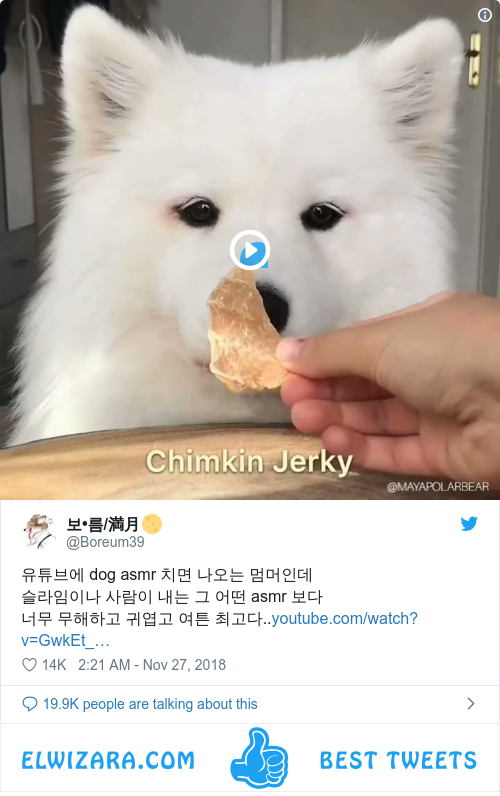 Chimkin Jerky
@MAYAPOLARBEAR
보•름/満月🌕
@Boreum39
유튜브에 dog asmr 치면 나오는 멈머인데
슬라임이나 사람이 내는 그 어떤 asmr 보다
너무 무해하고 귀엽고 여튼 최고다..youtube.com/watch?
v=GwkEt_…
14K 2:21 AM - Nov 27, 2018
19.9K people are talking about this
ELWIZARA.COM BEST TWEETS